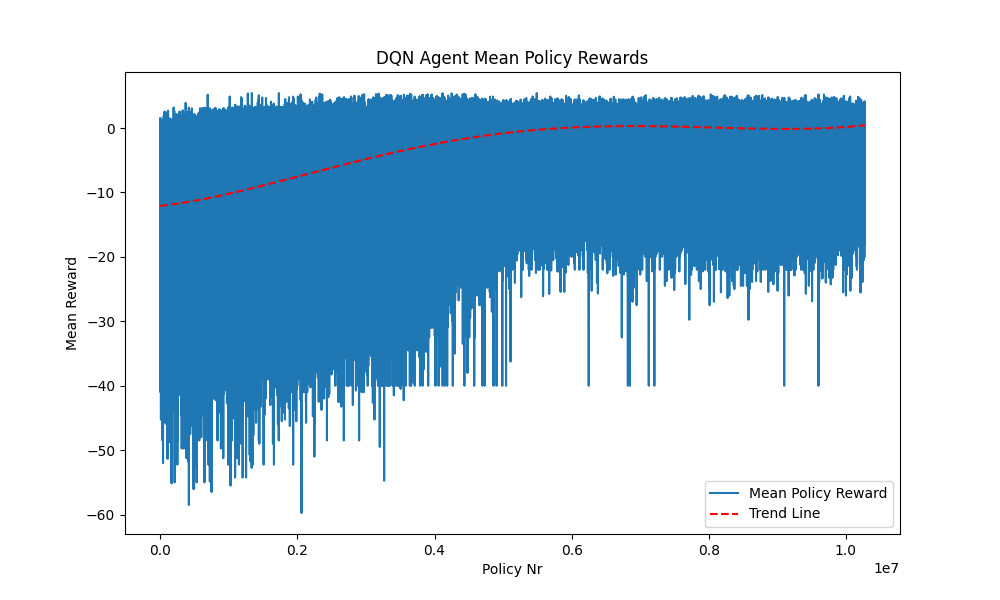 DQN Agent Mean Policy Rewards
Mean Reward
0
−10
−20
−30
−40
−50
−60
0.0 0.2 0.4 0.6 0.8 1.0
1e7
Policy Nr
Mean Policy Reward
Trend Line